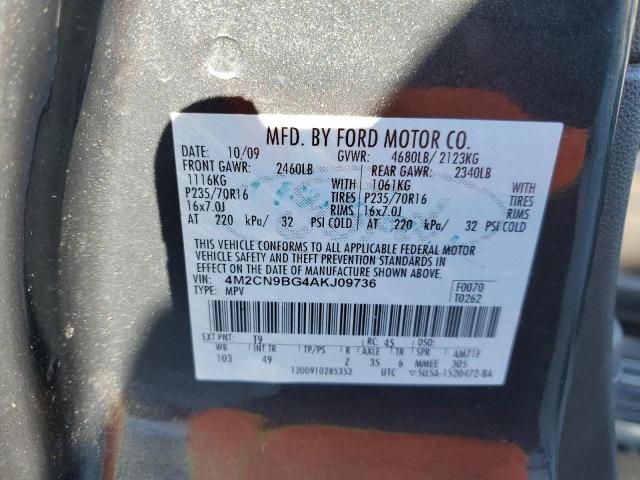 MFD. BY FORD MOTOR CO.
DATE: 10/09 GVWR: 4680LB/ 2123KG
FRONT GAWR: 2460LB REAR GAWR: 2340LB
1116KG WITH 1061KG WITH
P235/70R16 TIRES P235/70R16 TIRES
16x7.0J RIMS 16x7.0J RIMS
AT 220 kPa/ 32 PSI COLD AT 220 kPa/ 32 PSI COLD
THIS VEHICLE CONFORMS TO ALL APPLICABLE FEDERAL MOTOR
VEHICLE SAFETY AND THEFT PREVENTION STANDARDS IN
EFFECT ON THE DATE OF MANUFACTURE SHOWN ABOVE.
VIN: 4M2CN9BG4AKJ09736 F0070
TYPE: MPV T0262
EXT PNT: T9 RC: 45 DSO:
WB INT TR TP/PS R AXLE TR SPR AM71F
103 49 2 35 6 MMEE 305
1200910285353 UTC 5U5A-1520472-BA